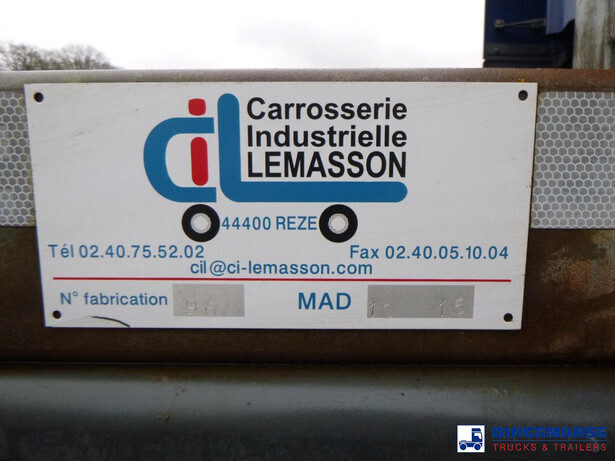 CiL
Carrosserie
Industrielle
LEMASSON
44400 REZE
Tél 02.40.75.52.02 Fax 02.40.05.10.04
cil@ci-lemasson.com
N° fabrication MAD
TRUCKS & TRAILERS